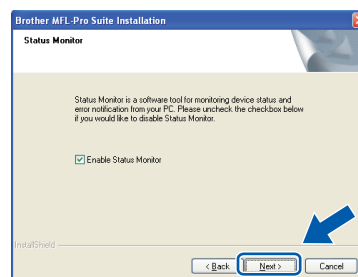 Brother MFL-Pro Suite Installation
Status Monitor
Status Monitor is a software tool for monitoring device status and
error notification from your PC. Please uncheck the checkbox below
if you would like to disable Status Monitor.
Enable Status Monitor
InstallShield
< Back Next > Cancel